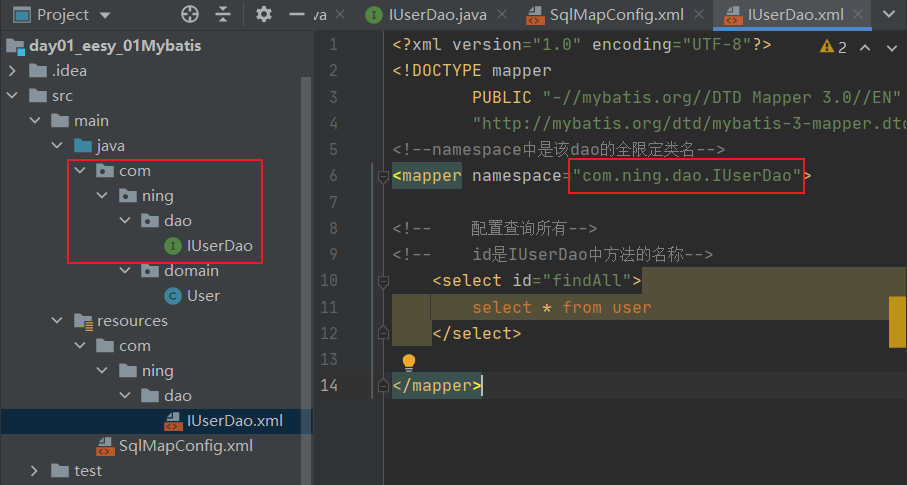 Project
va
IUserDao.java
SqlMapConfig.xml
IUserDao.xml
day01_eesy_01Mybatis
.idea
src
main
java
com
ning
dao
IUserDao
domain
User
resources
com
ning
dao
IUserDao.xml
SqlMapConfig.xml
test
1 <?xml version="1.0" encoding="UTF-8"?>
2 <!DOCTYPE mapper
3 PUBLIC "-//mybatis.org//DTD Mapper 3.0//EN"
4 "http://mybatis.org/dtd/mybatis-3-mapper.dtd
5 <!--namespace中是该dao的全限定类名-->
6 <mapper namespace="com.ning.dao.IUserDao">
7
8 <!-- 配置查询所有-->
9 <!-- id是IUserDao中方法的名称-->
10 <select id="findAll">
11 select * from user
12 </select>
13
14 </mapper>
2